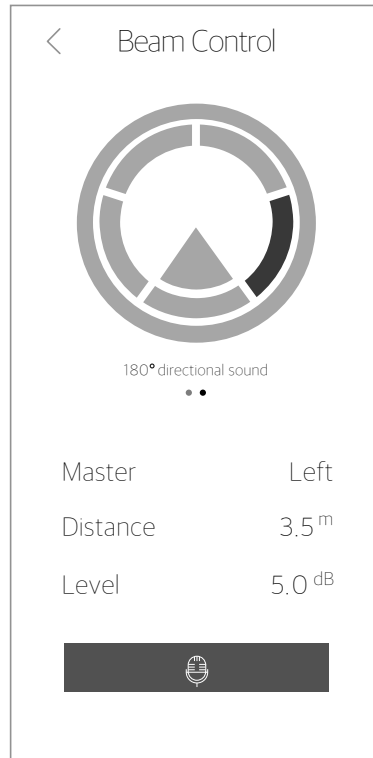 Beam Control
180° directional sound
Master Left
Distance 3.5 m
Level 5.0 dB